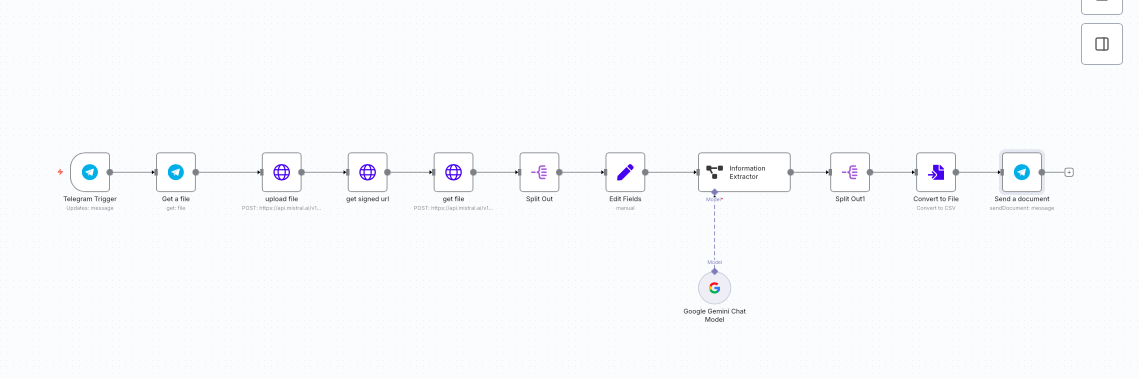 Telegram Trigger
Updates: message
Get a file
get: file
upload file
POST: https://api.mistral.ai/v1...
get signed url
get file
POST: https://api.mistral.ai/v1...
Split Out
Edit Fields
manual
Information
Extractor
Model*
Split Out1
Convert to File
Convert to CSV
Send a document
sendDocument: message
Model
Google Gemini Chat
Model